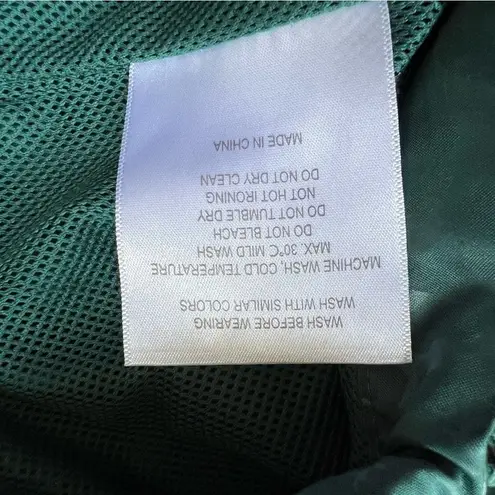 WASH BEFORE WEARING
WASH WITH SIMILAR COLORS
MACHINE WASH, COLD TEMPERATURE
MAX. 30°C MILD WASH
DO NOT BLEACH
DO NOT TUMBLE DRY
NOT HOT IRONING
DO NOT DRY CLEAN
MADE IN CHINA